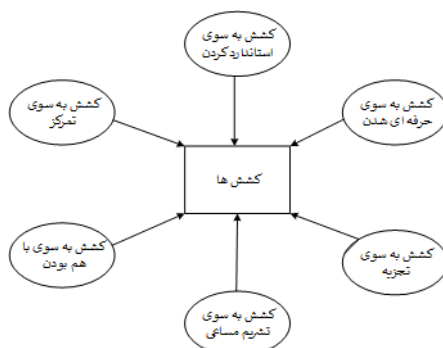 کشش به سوی
استاندارد کردن
کشش به سوی
حرفه ای شدن
کشش به سوی
تمرکز
کشش ها
کشش به سوی با
هم بودن
کشش به سوی
تجزیه
کشش به سوی
تشریم مساعی